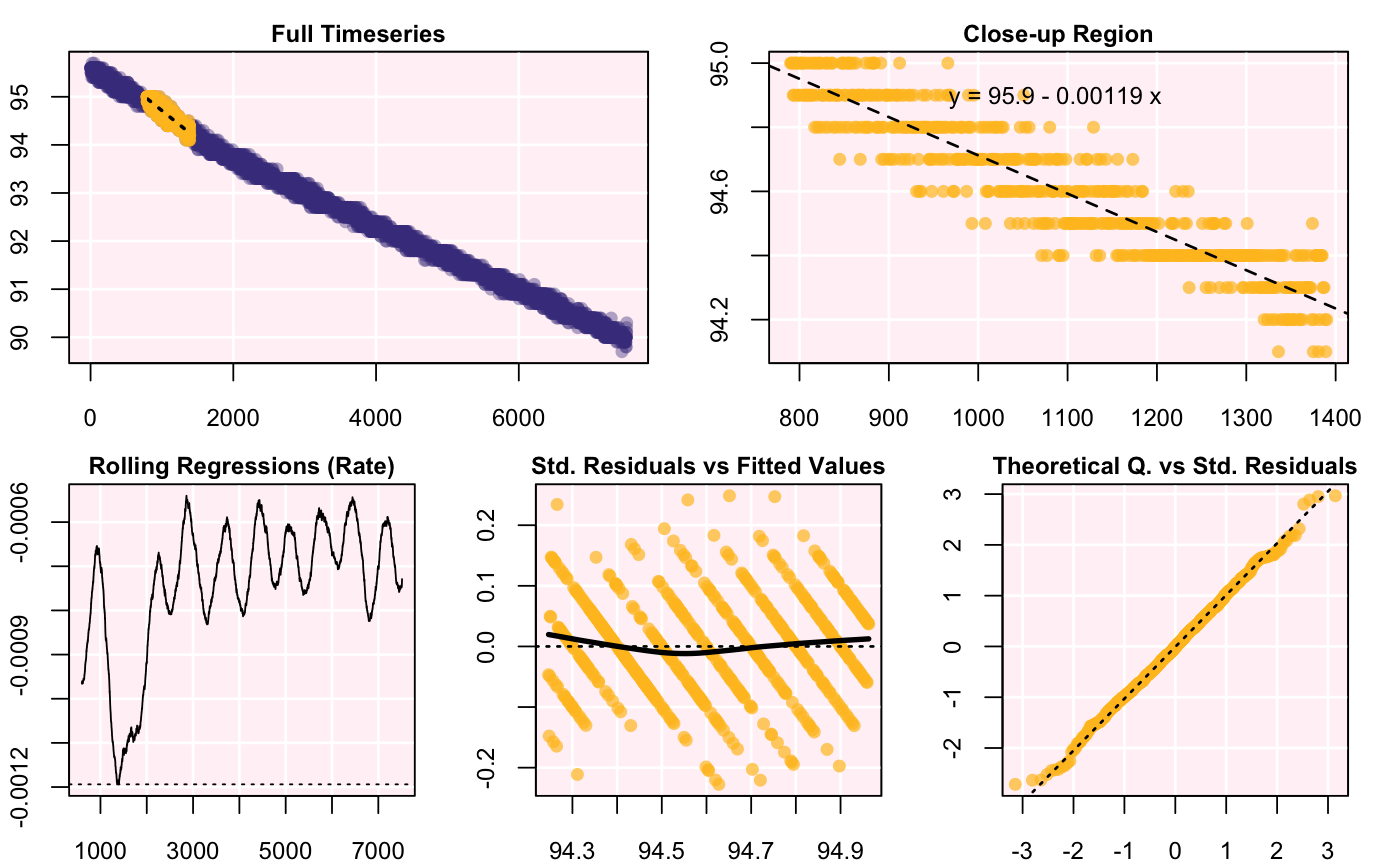 Full Timeseries
95
94
93
92
91
90
0 2000 4000 6000
Close-up Region
95.0
94.6
94.2
y = 95.9 - 0.00119 x
800 900 1000 1100 1200 1300 1400
Rolling Regressions (Rate)
-0.0006
-0.0009
-0.0012
1000 3000 5000 7000
Std. Residuals vs Fitted Values
0.2
0.1
0.0
-0.2
94.3 94.5 94.7 94.9
Theoretical Q. vs Std. Residuals
3
2
1
0
-1
-2
-3 -2 -1 0 1 2 3